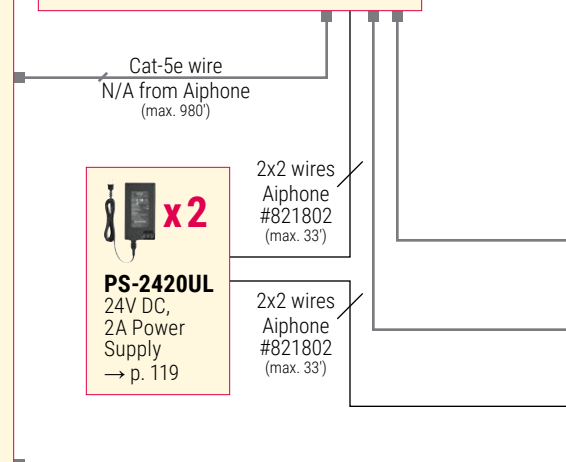 Cat-5e wire
N/A from Aiphone
(max. 980')
2x2 wires
Aiphone
#821802
(max. 33')
x2
PS-2420UL
24V DC,
2A Power
Supply
→ p. 119
2x2 wires
Aiphone
#821802
(max. 33')